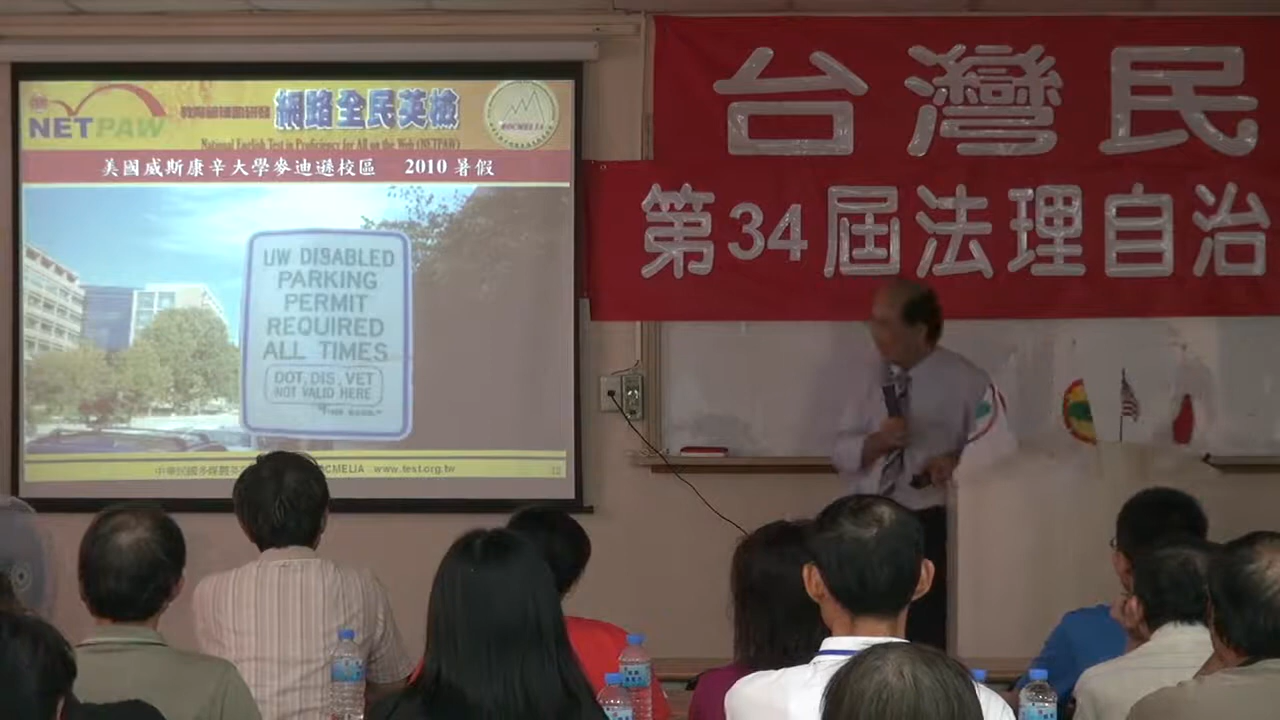 NETPAW
網路全民英檢
National English Test in Proficiency for All on the Web (NETPAW)
ROCMELIA
美國威斯康辛大學麥迪遜校區 2010 暑假
UW DISABLED
PARKING
PERMIT
REQUIRED
ALL TIMES
DOT, DIS, VET
NOT VALID HERE
www.test.org.tw
12
台灣民
第34屆法理自治